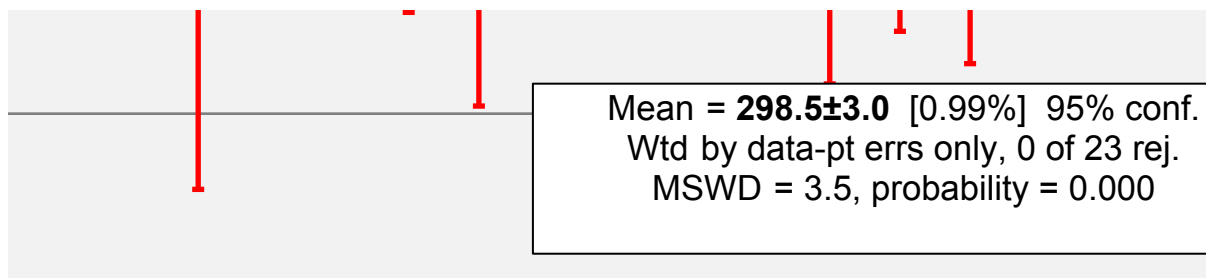 Mean = 298.5±3.0 [0.99%] 95% conf.
Wtd by data-pt errs only, 0 of 23 rej.
MSWD = 3.5, probability = 0.000